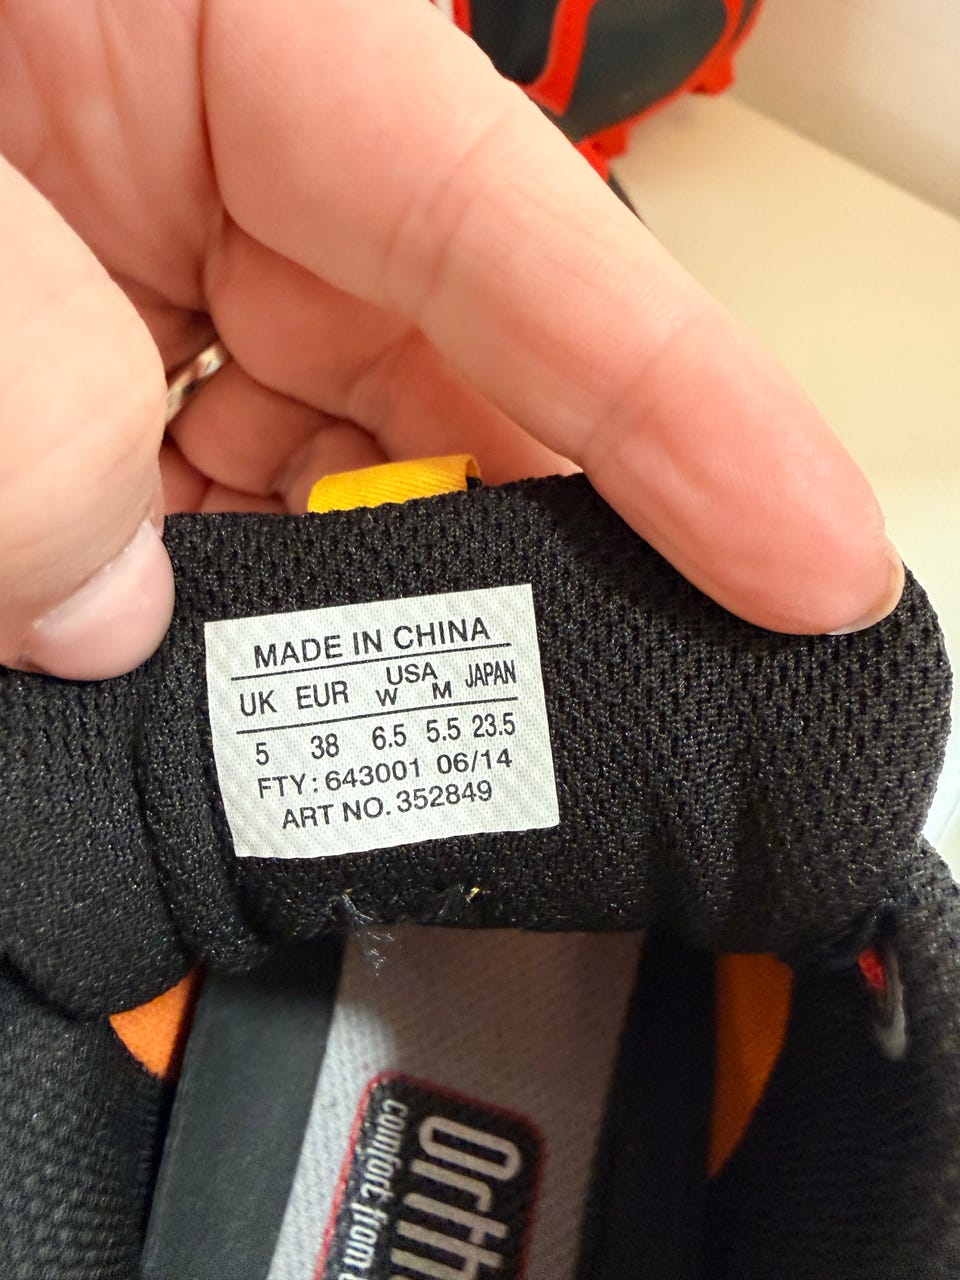 MADE IN CHINA
UK EUR USA W M JAPAN
5 38 6.5 5.5 23.5
FTY: 643001 06/14
ART NO. 352849
comfort from